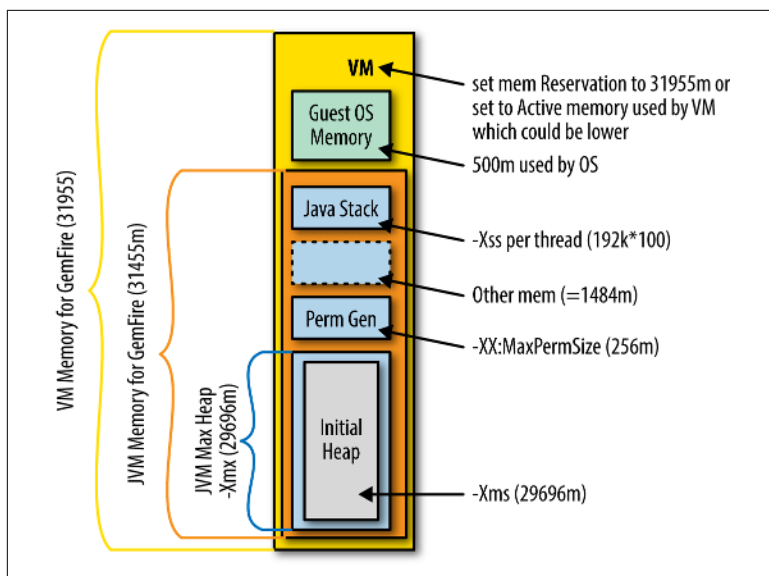 VM
set mem Reservation to 31955m or
set to Active memory used by VM
which could be lower
Guest OS
Memory
500m used by OS
Java Stack
-Xss per thread (192k*100)
Other mem (=1484m)
Perm Gen
-XX:MaxPermSize (256m)
Initial
Heap
-Xms (29696m)
VM Memory for GemFire (31955)
JVM Memory for GemFire (31455m)
JVM Max Heap
-Xmx (29696m)